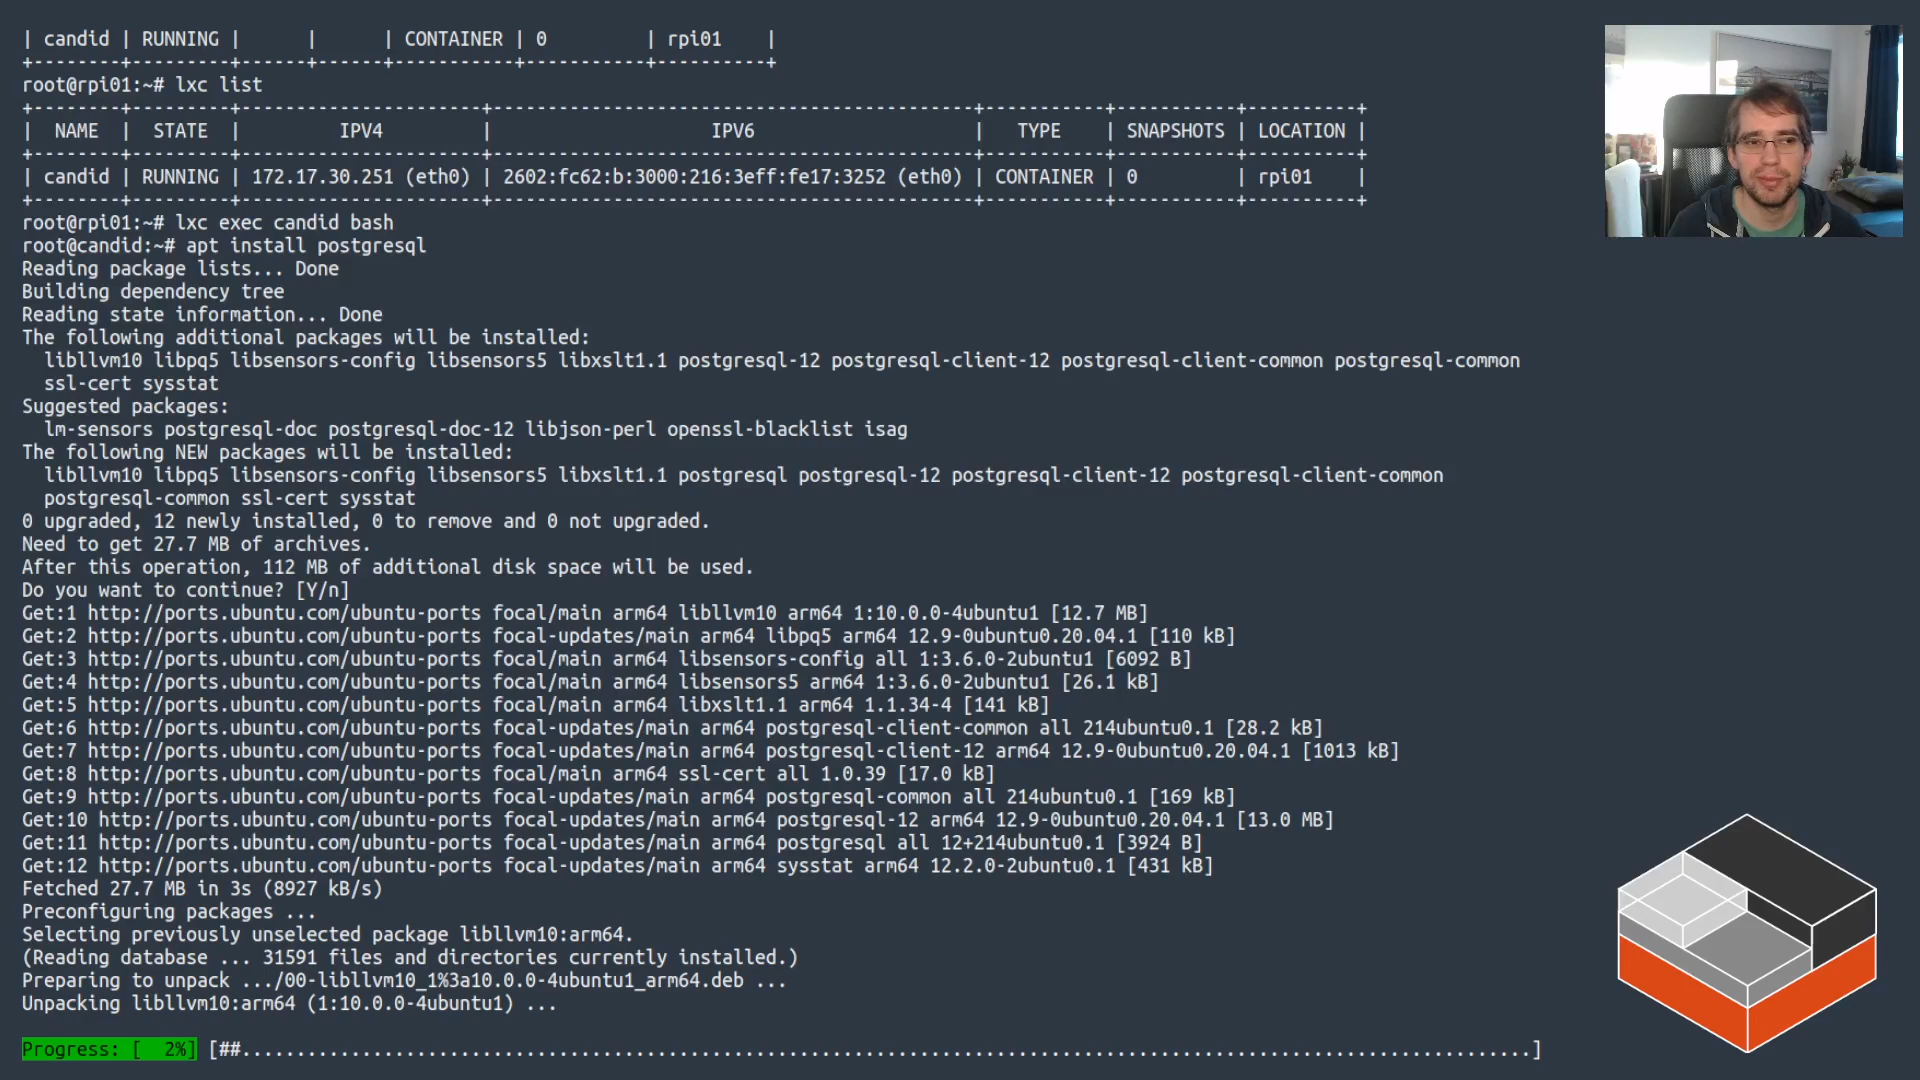 | candid | RUNNING |      |      | CONTAINER | 0         | rpi01    |
+--------+---------+------+------+-----------+-----------+----------+
root@rpi01:~# lxc list
+--------+---------+----------------------+--------------------------------------------+-----------+-----------+----------+
|  NAME  |  STATE  |         IPV4         |                    IPV6                    |   TYPE    | SNAPSHOTS | LOCATION |
+--------+---------+----------------------+--------------------------------------------+-----------+-----------+----------+
| candid | RUNNING | 172.17.30.251 (eth0) | 2602:fc62:b:3000:216:3eff:fe17:3252 (eth0) | CONTAINER | 0         | rpi01    |
+--------+---------+----------------------+--------------------------------------------+-----------+-----------+----------+
root@rpi01:~# lxc exec candid bash
root@candid:~# apt install postgresql
Reading package lists... Done
Building dependency tree
Reading state information... Done
The following additional packages will be installed:
  libllvm10 libpq5 libsensors-config libsensors5 libxslt1.1 postgresql-12 postgresql-client-12 postgresql-client-common postgresql-common
  ssl-cert sysstat
Suggested packages:
  lm-sensors postgresql-doc postgresql-doc-12 libjson-perl openssl-blacklist isag
The following NEW packages will be installed:
  libllvm10 libpq5 libsensors-config libsensors5 libxslt1.1 postgresql postgresql-12 postgresql-client-12 postgresql-client-common
  postgresql-common ssl-cert sysstat
0 upgraded, 12 newly installed, 0 to remove and 0 not upgraded.
Need to get 27.7 MB of archives.
After this operation, 112 MB of additional disk space will be used.
Do you want to continue? [Y/n]
Get:1 http://ports.ubuntu.com/ubuntu-ports focal/main arm64 libllvm10 arm64 1:10.0.0-4ubuntu1 [12.7 MB]
Get:2 http://ports.ubuntu.com/ubuntu-ports focal-updates/main arm64 libpq5 arm64 12.9-0ubuntu0.20.04.1 [110 kB]
Get:3 http://ports.ubuntu.com/ubuntu-ports focal/main arm64 libsensors-config all 1:3.6.0-2ubuntu1 [6092 B]
Get:4 http://ports.ubuntu.com/ubuntu-ports focal/main arm64 libsensors5 arm64 1:3.6.0-2ubuntu1 [26.1 kB]
Get:5 http://ports.ubuntu.com/ubuntu-ports focal/main arm64 libxslt1.1 arm64 1.1.34-4 [141 kB]
Get:6 http://ports.ubuntu.com/ubuntu-ports focal-updates/main arm64 postgresql-client-common all 214ubuntu0.1 [28.2 kB]
Get:7 http://ports.ubuntu.com/ubuntu-ports focal-updates/main arm64 postgresql-client-12 arm64 12.9-0ubuntu0.20.04.1 [1013 kB]
Get:8 http://ports.ubuntu.com/ubuntu-ports focal/main arm64 ssl-cert all 1.0.39 [17.0 kB]
Get:9 http://ports.ubuntu.com/ubuntu-ports focal-updates/main arm64 postgresql-common all 214ubuntu0.1 [169 kB]
Get:10 http://ports.ubuntu.com/ubuntu-ports focal-updates/main arm64 postgresql-12 arm64 12.9-0ubuntu0.20.04.1 [13.0 MB]
Get:11 http://ports.ubuntu.com/ubuntu-ports focal-updates/main arm64 postgresql all 12+214ubuntu0.1 [3924 B]
Get:12 http://ports.ubuntu.com/ubuntu-ports focal-updates/main arm64 sysstat arm64 12.2.0-2ubuntu0.1 [431 kB]
Fetched 27.7 MB in 3s (8927 kB/s)
Preconfiguring packages ...
Selecting previously unselected package libllvm10:arm64.
(Reading database ... 31591 files and directories currently installed.)
Preparing to unpack .../00-libllvm10_1%3a10.0.0-4ubuntu1_arm64.deb ...
Unpacking libllvm10:arm64 (1:10.0.0-4ubuntu1) ...
Progress: [  2%] [##......................................................................................................................]